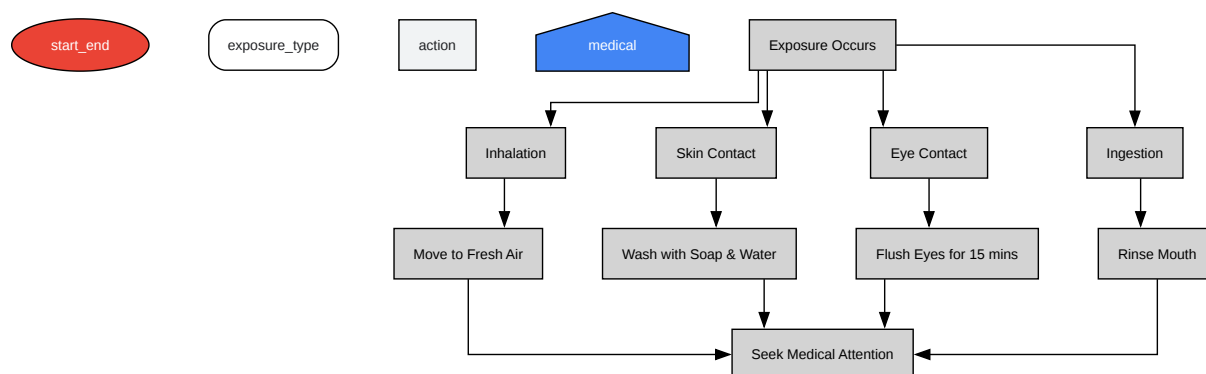 start_end
exposure_type
action
medical
Exposure Occurs
Inhalation
Skin Contact
Eye Contact
Ingestion
Move to Fresh Air
Wash with Soap & Water
Flush Eyes for 15 mins
Rinse Mouth
Seek Medical Attention